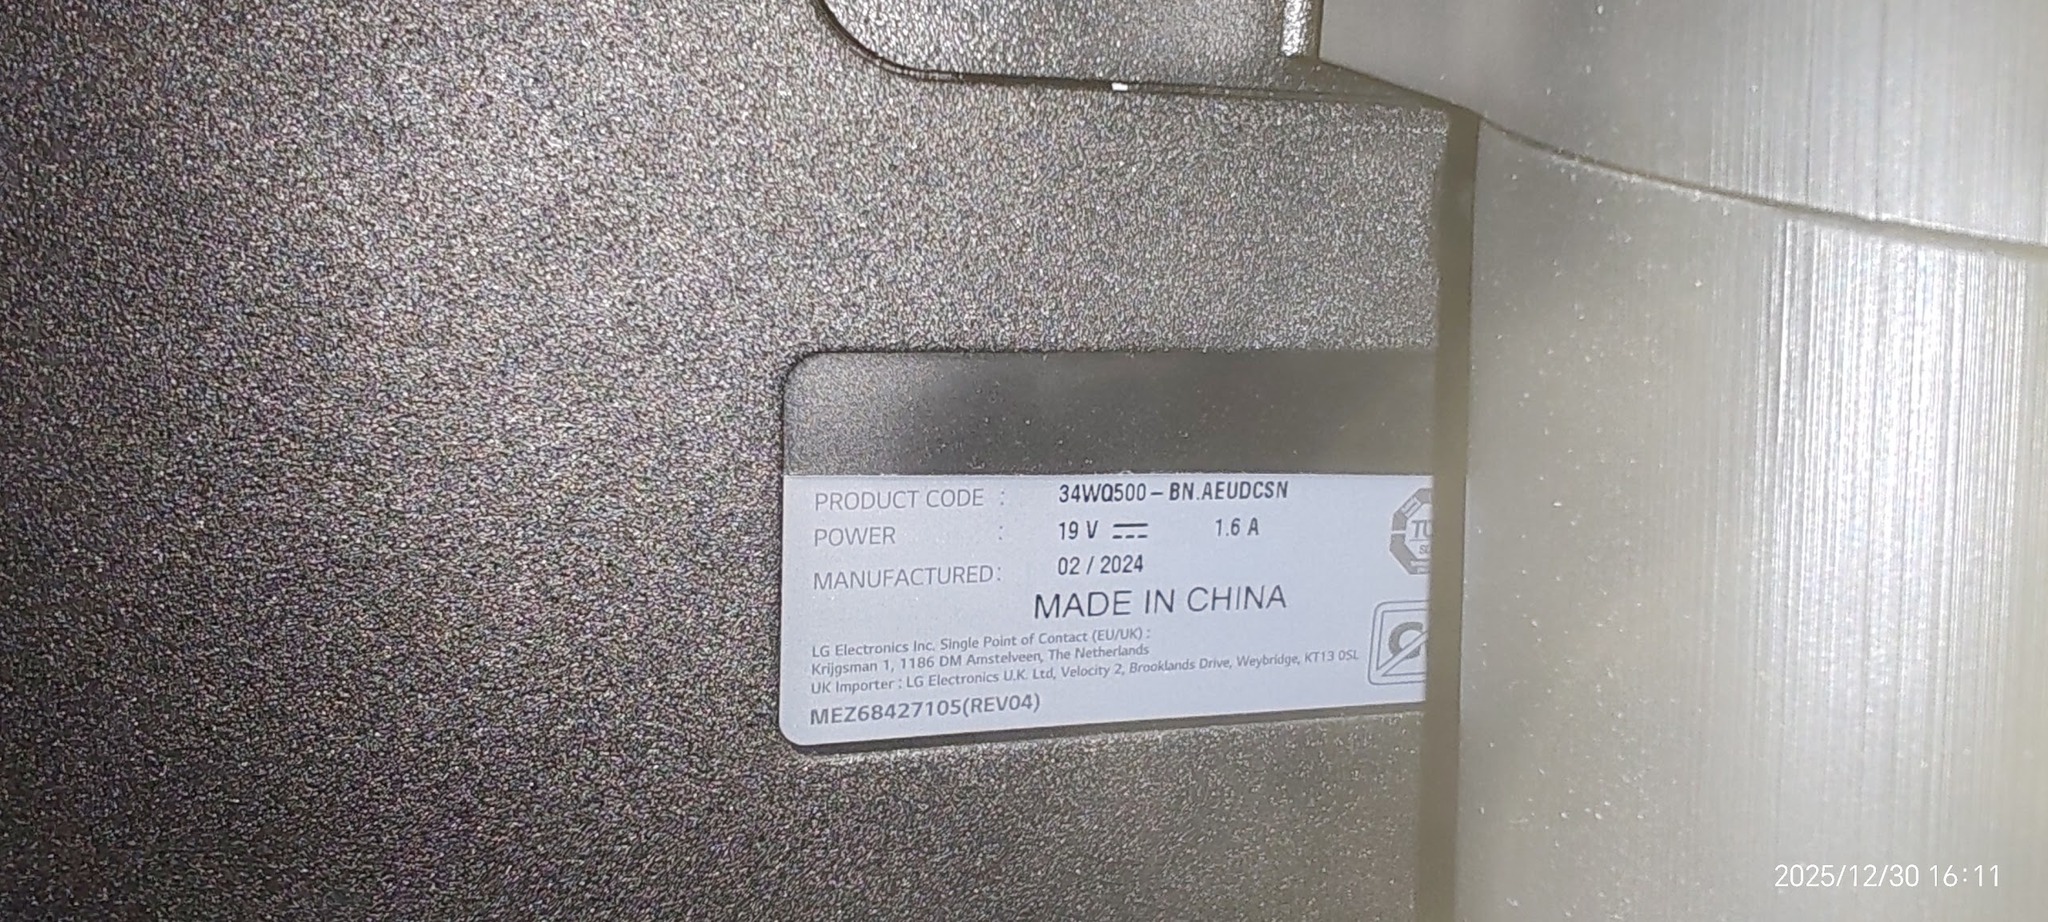 PRODUCT CODE : 34WQ500-BN.AEUDCSN
POWER : 19 V ⎓ 1.6 A
MANUFACTURED: 02 / 2024
MADE IN CHINA
LG Electronics Inc. Single Point of Contact (EU/UK) :
Krijgsman 1, 1186 DM Amstelveen, The Netherlands
UK Importer : LG Electronics U.K. Ltd, Velocity 2, Brooklands Drive, Weybridge, KT13 0SL
MEZ68427105(REV04)
2025/12/30 16:11